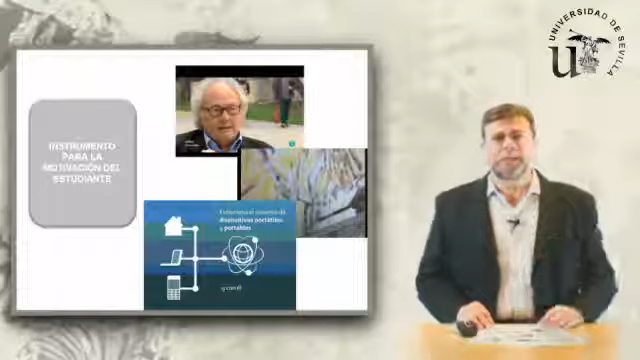 UNIVERSIDAD DE SEVILLA
INSTRUMENTO
PARA LA
MOTIVACIÓN DEL
ESTUDIANTE
dispositivos portátiles
y portables